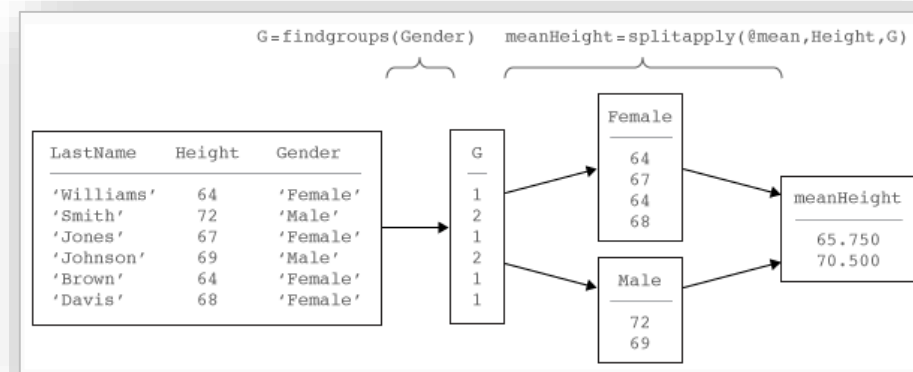 G=findgroups(Gender) meanHeight=splitapply(@mean,Height,G)
LastName Height Gender
‘Williams’ 64 ‘Female’
‘Smith’ 72 ‘Male’
‘Jones’ 67 ‘Female’
‘Johnson’ 69 ‘Male’
‘Brown’ 64 ‘Female’
‘Davis’ 68 ‘Female’
G
1
2
1
2
1
1
Female
64
67
64
68
Male
72
69
meanHeight
65.750
70.500